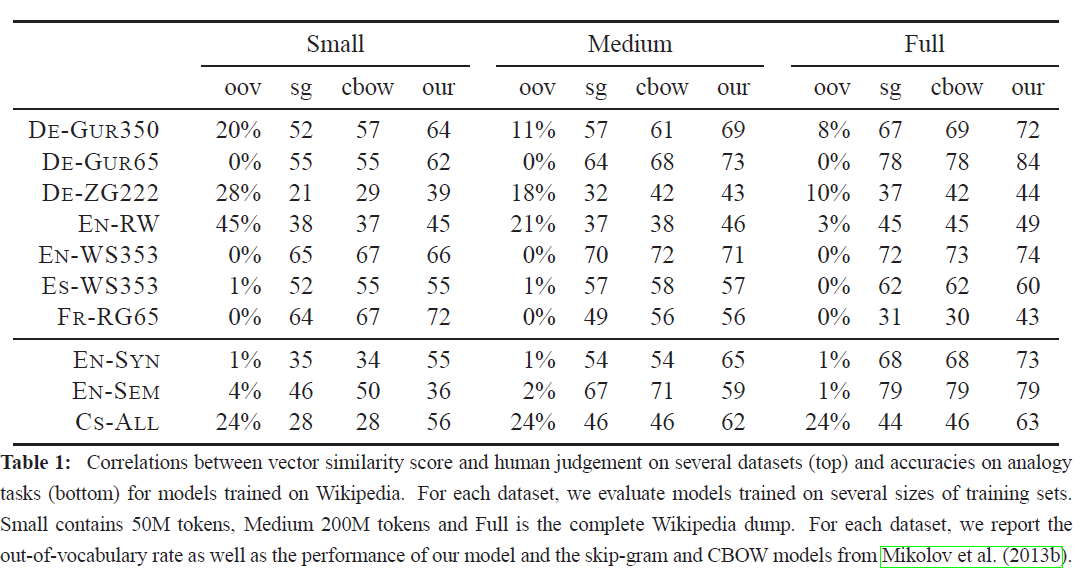 Small Medium Full
oov sg cbow our oov sg cbow our oov sg cbow our
DE-GUR350 20% 52 57 64 11% 57 61 69 8% 67 69 72
DE-GUR65 0% 55 55 62 0% 64 68 73 0% 78 78 84
DE-ZG222 28% 21 29 39 18% 32 42 43 10% 37 42 44
EN-RW 45% 38 37 45 21% 37 38 46 3% 45 45 49
EN-WS353 0% 65 67 66 0% 70 72 71 0% 72 73 74
ES-WS353 1% 52 55 55 1% 57 58 57 0% 62 62 60
FR-RG65 0% 64 67 72 0% 49 56 56 0% 31 30 43
EN-SYN 1% 35 34 55 1% 54 54 65 1% 68 68 73
EN-SEM 4% 46 50 36 2% 67 71 59 1% 79 79 79
CS-ALL 24% 28 28 56 24% 46 46 62 24% 44 46 63
Table 1: Correlations between vector similarity score and human judgement on several datasets (top) and accuracies on analogy
tasks (bottom) for models trained on Wikipedia. For each dataset, we evaluate models trained on several sizes of training sets.
Small contains 50M tokens, Medium 200M tokens and Full is the complete Wikipedia dump. For each dataset, we report the
out-of-vocabulary rate as well as the performance of our model and the skip-gram and CBOW models from Mikolov et al. (2013b).